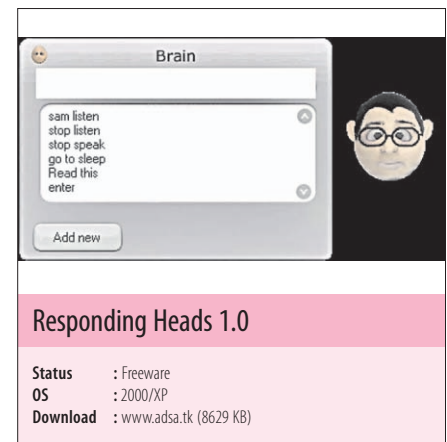 Brain
sam listen
stop listen
stop speak
go to sleep
Read this
enter
Add new
Responding Heads 1.0
Status : Freeware
OS : 2000/XP
Download : www.adsa.tk (8629 KB)